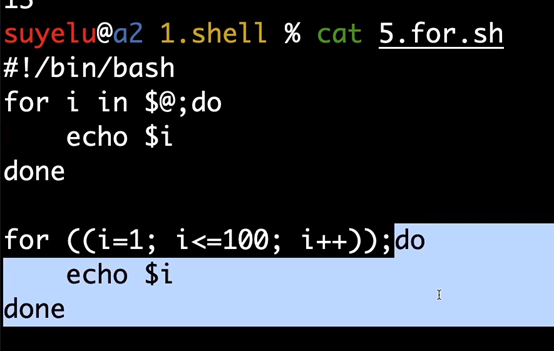 suyelu@a2 1.shell % cat 5.for.sh
#!/bin/bash
for i in $@;do
    echo $i
done

for ((i=1; i<=100; i++));do
    echo $i
done